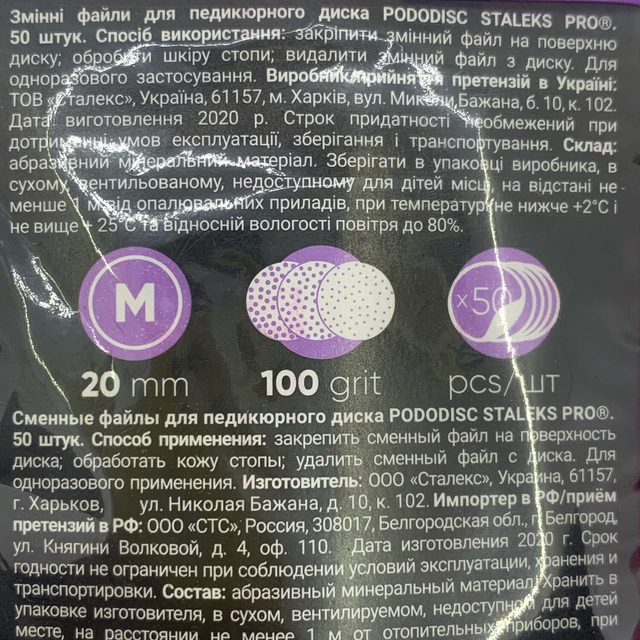 Змінні файли для педикюрного диска PODODISC STALEKS PRO®.
50 штук. Спосіб використання: закріпити змінний файл на поверхню
диску; обробити шкіру стопи; видалити змінний файл з диску. Для
одноразового застосування. Виробник/прийняття претензій в Україні:
ТОВ «Сталекс», Україна, 61157, м. Харків, вул. Миколи Бажана, б. 10, к. 102.
Дата виготовлення 2020 р. Строк придатності необмежений при
дотриманні умов експлуатації, зберігання і транспортування. Склад:
абразивний мінеральний матеріал. Зберігати в упаковці виробника, в
сухому, вентильованому, недоступному для дітей місці, на відстані не
менше 1 м від опалювальних приладів, при температурі не нижче +2°С і
не вище + 25°С та відносній вологості повітря до 80%.
M
x50
20 mm
100 grit
pcs/шт
Сменные файлы для педикюрного диска PODODISC STALEKS PRO®.
50 штук. Способ применения: закрепить сменный файл на поверхность
диска; обработать кожу стопы; удалить сменный файл с диска. Для
одноразового применения. Изготовитель: ООО «Сталекс», Украина, 61157,
г. Харьков, ул. Николая Бажана, д. 10, к. 102. Импортер в РФ/приём
претензий в РФ: ООО «СТС», Россия, 308017, Белгородская обл., г. Белгород,
ул. Княгини Волковой, д. 4, оф. 110. Дата изготовления 2020 г. Срок
годности не ограничен при соблюдении условий эксплуатации, хранения и
транспортировки. Состав: абразивный минеральный материал. Хранить в
упаковке изготовителя, в сухом, вентилируемом, недоступном для детей
месте, на расстоянии не менее 1 м от отопительных приборов, при